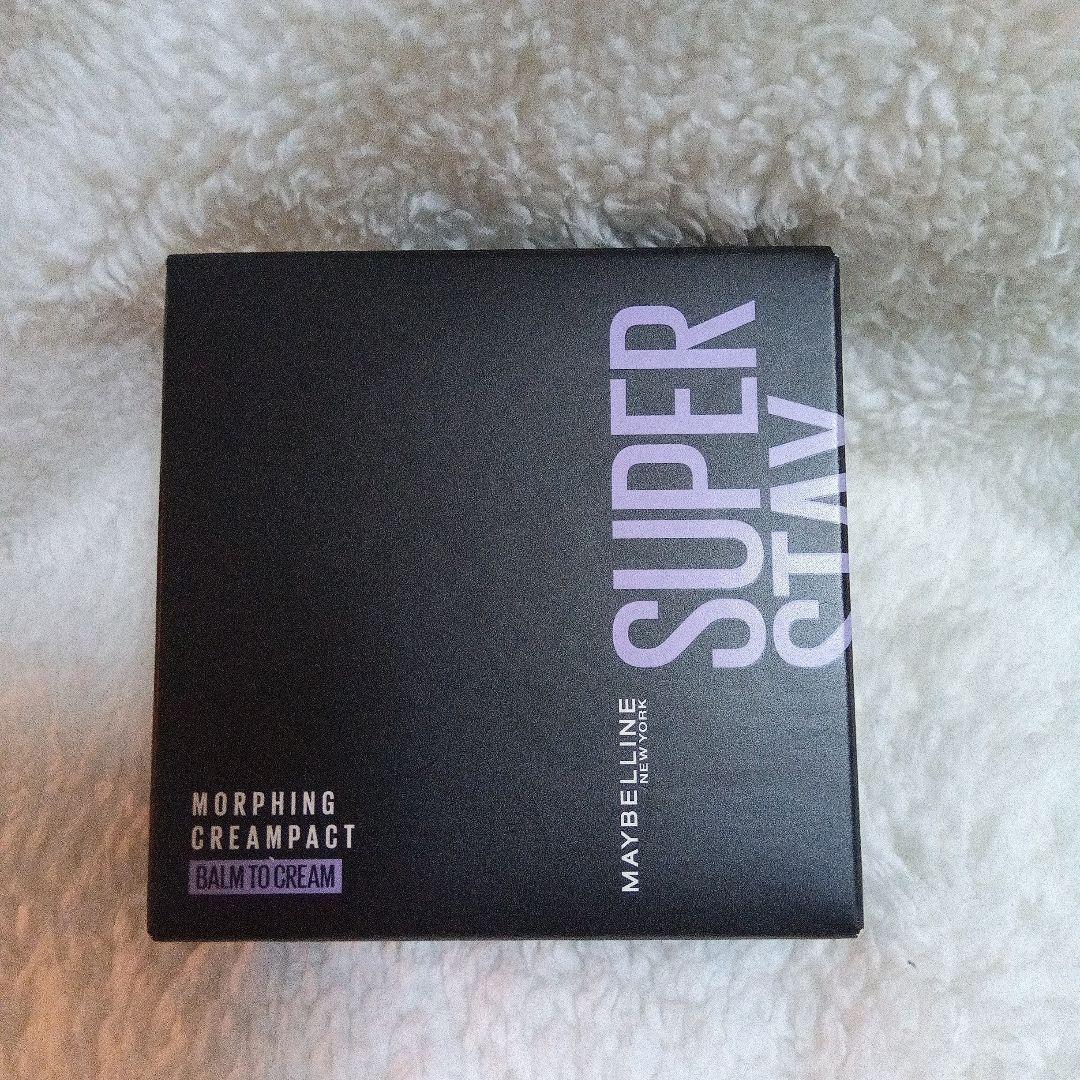 SUPER
STAY
MAYBELLINE
NEW YORK
MORPHING
CREAMPACT
BALM TO CREAM